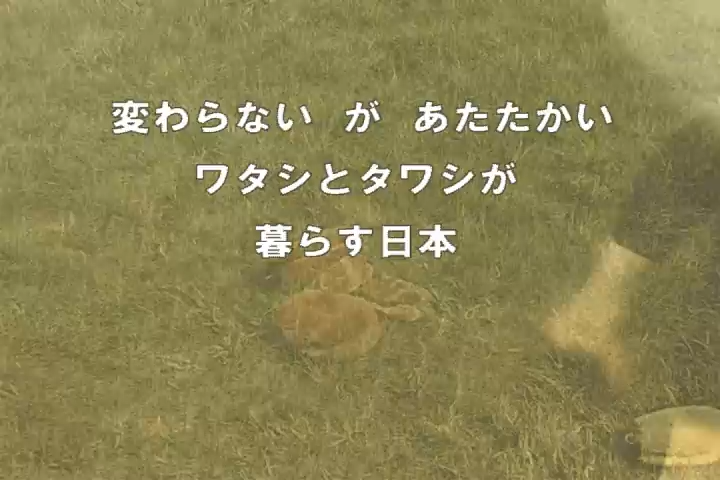 変わらない が あたたかい
ワタシとタワシが
暮らす日本